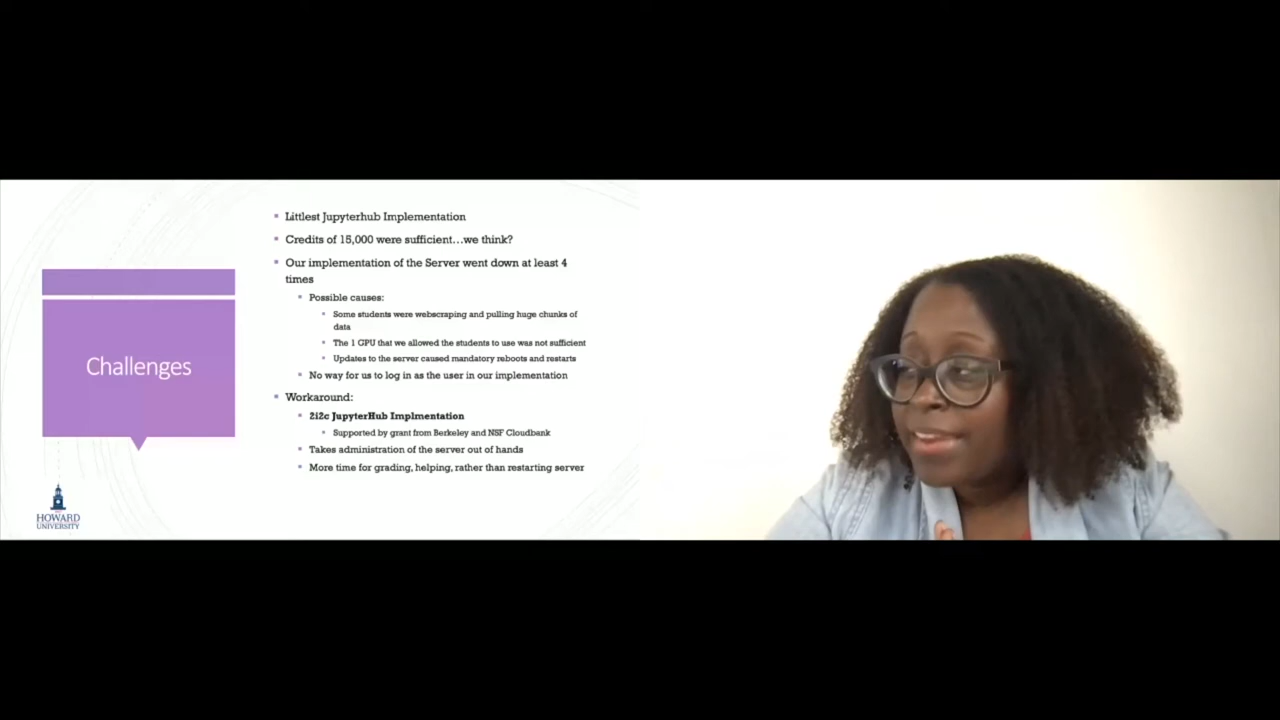 Littlest Jupyterhub Implementation
Credits of 15,000 were sufficient...we think?
Our implementation of the Server went down at least 4
times
Possible causes:
Some students were webscraping and pulling huge chunks of
data
The 1 GPU that we allowed the students to use was not sufficient
Updates to the server caused mandatory reboots and restarts
No way for us to log in as the user in our implementation
Workaround:
2i2c JupyterHub Implmentation
Supported by grant from Berkeley and NSF Cloudbank
Takes administration of the server out of hands
More time for grading, helping, rather than restarting server
Challenges
HOWARD
UNIVERSITY